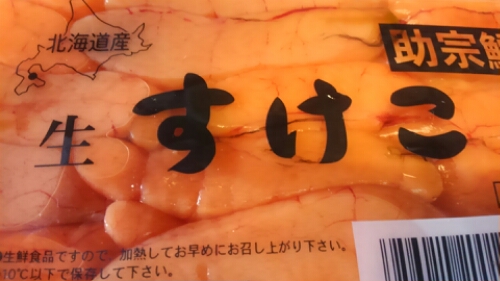 北海道産
助宗鱈
生 すけこ
生鮮食品ですので、加熱してお早めにお召し上がり下さい。
10℃以下で保存して下さい。